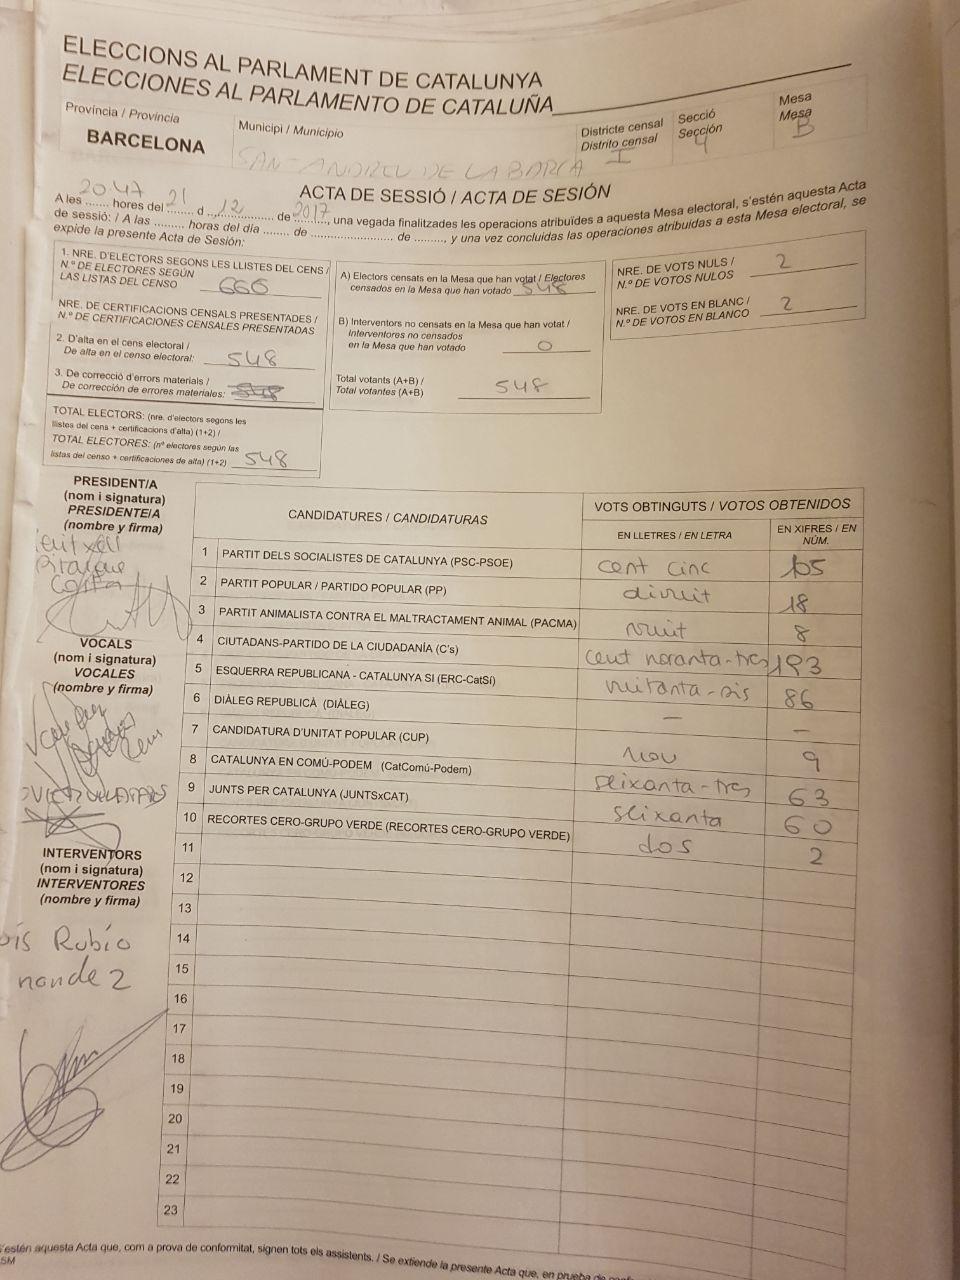 ELECCIONS AL PARLAMENT DE CATALUNYA
ELECCIONES AL PARLAMENTO DE CATALUÑA
Província / Provincia
BARCELONA
Municipi / Municipio
SAN-ANDREU DE LA BARCA
Districte censal
Distrito censal
I
Secció
Sección
4
Mesa
Mesa
B
ACTA DE SESSIÓ / ACTA DE SESIÓN
A les 20:47 hores del 21 d 12 de 2017, una vegada finalitzades les operacions atribuïdes a aquesta Mesa electoral, s'estén aquesta Acta
de sessió: / A las ........ horas del día ........ de ........................ de ........., y una vez concluidas las operaciones atribuidas a esta Mesa electoral, se
expide la presente Acta de Sesión:
1. NRE. D'ELECTORS SEGONS LES LLISTES DEL CENS /
N.º DE ELECTORES SEGÚN
LAS LISTAS DEL CENSO 666
NRE. DE CERTIFICACIONS CENSALS PRESENTADES /
N.º DE CERTIFICACIONES CENSALES PRESENTADAS
2. D'alta en el cens electoral /
De alta en el censo electoral: 548
3. De correcció d'errors materials /
De corrección de errores materiales: 548
TOTAL ELECTORS: (nre. d'electors segons les
llistes del cens + certificacions d'alta) (1+2) /
TOTAL ELECTORES: (nº electores según las
listas del censo + certificaciones de alta) (1+2) 548
A) Electors censats en la Mesa que han votat / Electores
censados en la Mesa que han votado 548
B) Interventors no censats en la Mesa que han votat /
Interventores no censados
en la Mesa que han votado 0
Total votants (A+B) /
Total votantes (A+B) 548
NRE. DE VOTS NULS /
N.º DE VOTOS NULOS 2
NRE. DE VOTS EN BLANC /
N.º DE VOTOS EN BLANCO 2
PRESIDENT/A
(nom i signatura)
PRESIDENTE/A
(nombre y firma)
VOCALS
(nom i signatura)
VOCALES
(nombre y firma)
INTERVENTORS
(nom i signatura)
INTERVENTORES
(nombre y firma)
Rubio
CANDIDATURES / CANDIDATURAS
VOTS OBTINGUTS / VOTOS OBTENIDOS
EN LLETRES / EN LETRA
EN XIFRES / EN NÚM.
1 PARTIT DELS SOCIALISTES DE CATALUNYA (PSC-PSOE) cent cinc 105
2 PARTIT POPULAR / PARTIDO POPULAR (PP) divuit 18
3 PARTIT ANIMALISTA CONTRA EL MALTRACTAMENT ANIMAL (PACMA) vuit 8
4 CIUTADANS-PARTIDO DE LA CIUDADANÍA (C's) cent noranta-tres 193
5 ESQUERRA REPUBLICANA - CATALUNYA SI (ERC-CatSí) vuitanta-sis 86
6 DIÀLEG REPUBLICÀ (DIÀLEG) — —
7 CANDIDATURA D'UNITAT POPULAR (CUP) nou 9
8 CATALUNYA EN COMÚ-PODEM (CatComú-Podem) seixanta-tres 63
9 JUNTS PER CATALUNYA (JUNTSxCAT) seixanta 60
10 RECORTES CERO-GRUPO VERDE (RECORTES CERO-GRUPO VERDE) dos 2
11
12
13
14
15
16
17
18
19
20
21
22
23
s'estén aquesta Acta que, com a prova de conformitat, signen tots els assistents. / Se extiende la presente Acta que, en prueba de